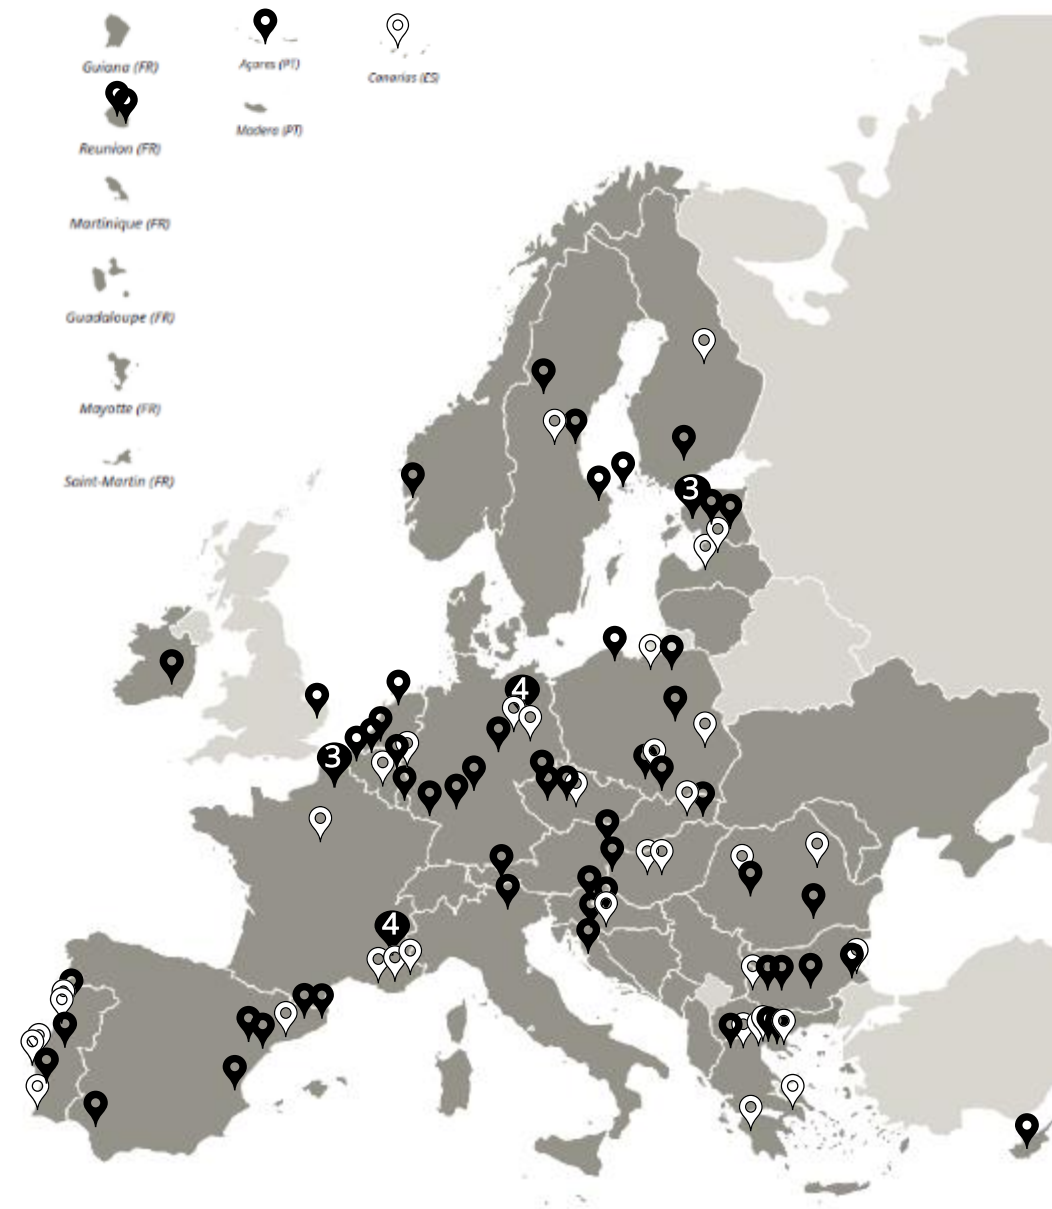 Guiana (FR)
Açores (PT)
Canarias (ES)
Reunion (FR)
Madera (PT)
Martinique (FR)
Guadaloupe (FR)
Mayotte (FR)
Saint-Martin (FR)
3
4
3
4